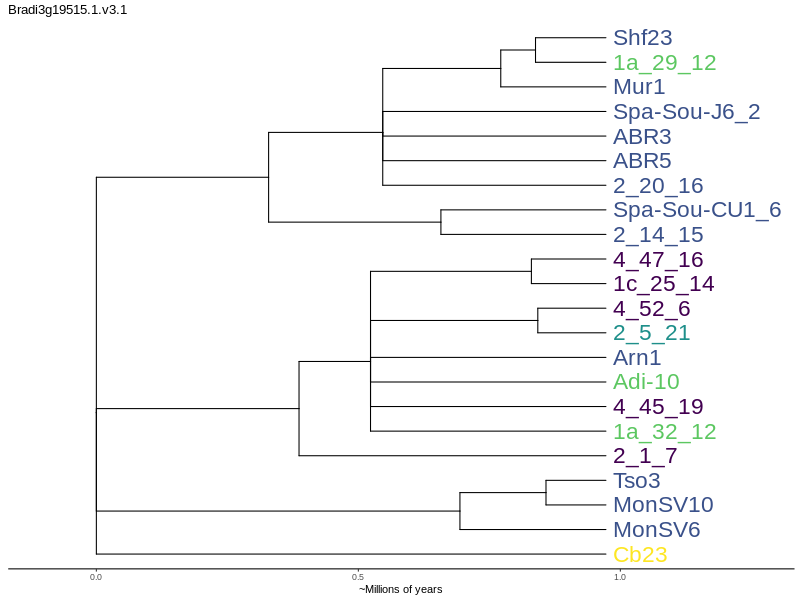 Bradi3g19515.1.v3.1
Shf23
1a_29_12
Mur1
Spa-Sou-J6_2
ABR3
ABR5
2_20_16
Spa-Sou-CU1_6
2_14_15
4_47_16
1c_25_14
4_52_6
2_5_21
Arn1
Adi-10
4_45_19
1a_32_12
2_1_7
Tso3
MonSV10
MonSV6
Cb23
0.0 0.5 1.0
~Millions of years